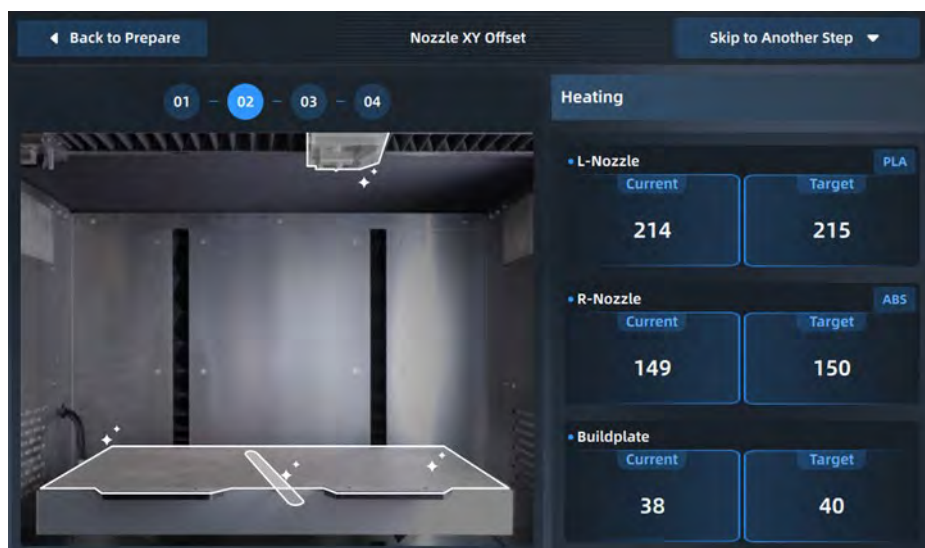 Back to Prepare
Nozzle XY Offset
Skip to Another Step
01 - 02 - 03 - 04
Heating
L-Nozzle
PLA
Current
Target
214
215
R-Nozzle
ABS
Current
Target
149
150
Buildplate
Current
Target
38
40